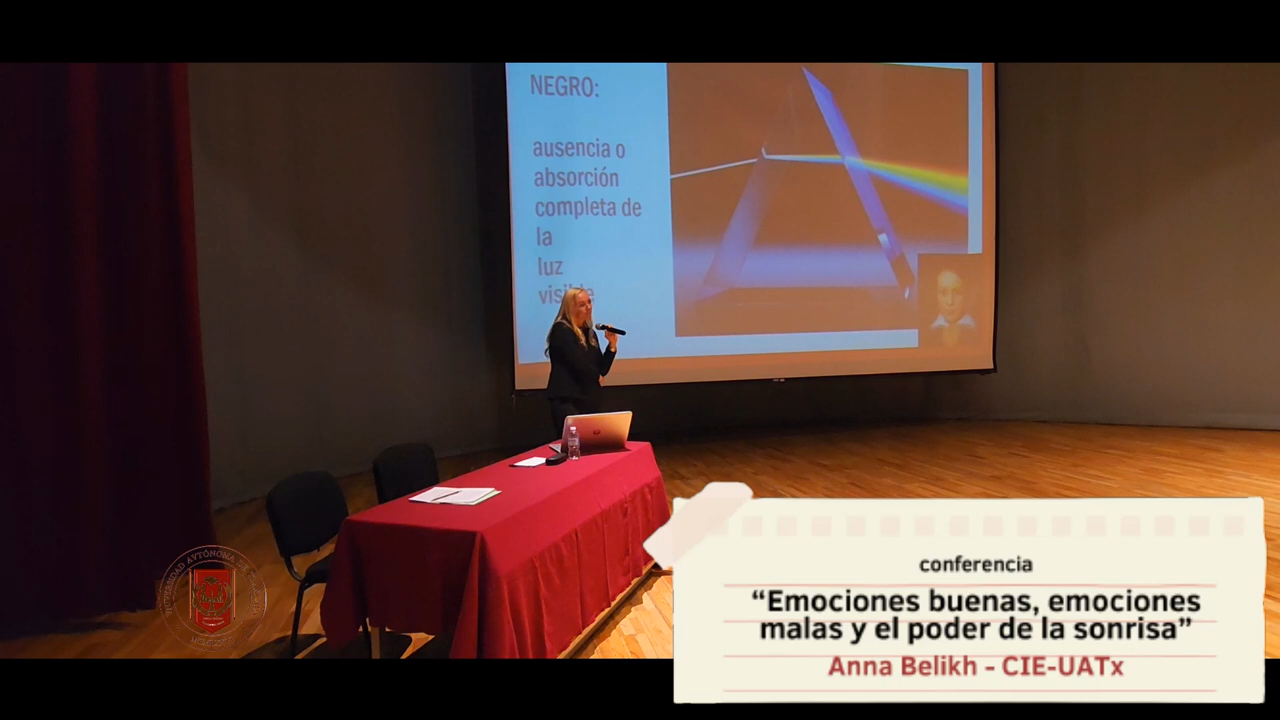 NEGRO:
ausencia o
absorción
completa de
la
luz
visible
conferencia
“Emociones buenas, emociones
malas y el poder de la sonrisa”
Anna Belikh - CIE-UATx